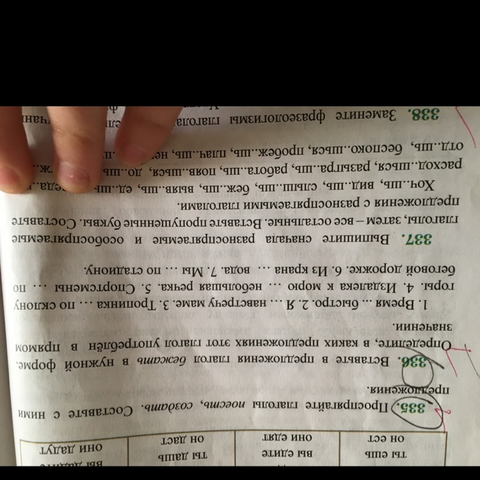 ты ешь
вы едите
ты дашь
он ест
они едят
он даст
они дадут
335. Проспрягайте глаголы поесть, создать. Составьте с ними
предложения.
336. Вставьте в предложения глагол бежать в нужной форме.
Определите, в каких предложениях этот глагол употреблён в прямом
значении.
1. Время ... быстро. 2. Я ... навстречу маме. 3. Тропинка ... по склону
горы. 4. Издалека к морю ... небольшая речка. 5. Спортсмены ... по
беговой дорожке. 6. Из крана ... вода. 7. Мы ... по стадиону.
337. Выпишите сначала разноспрягаемые и особоспрягаемые
глаголы, затем – все остальные. Вставьте пропущенные буквы. Составьте
предложения с разноспрягаемыми глаголами.
Хоч..шь, вид..шь, слыш..шь, беж..шь, выяв..шь, ед..шь
расход..шься, разыгра..шь, работа..шь, появ..шься, до..шь
отд..шь, беспоко..шься, пробеж..шь, плач..шь,
338. Замените фразеологизмы глаголами